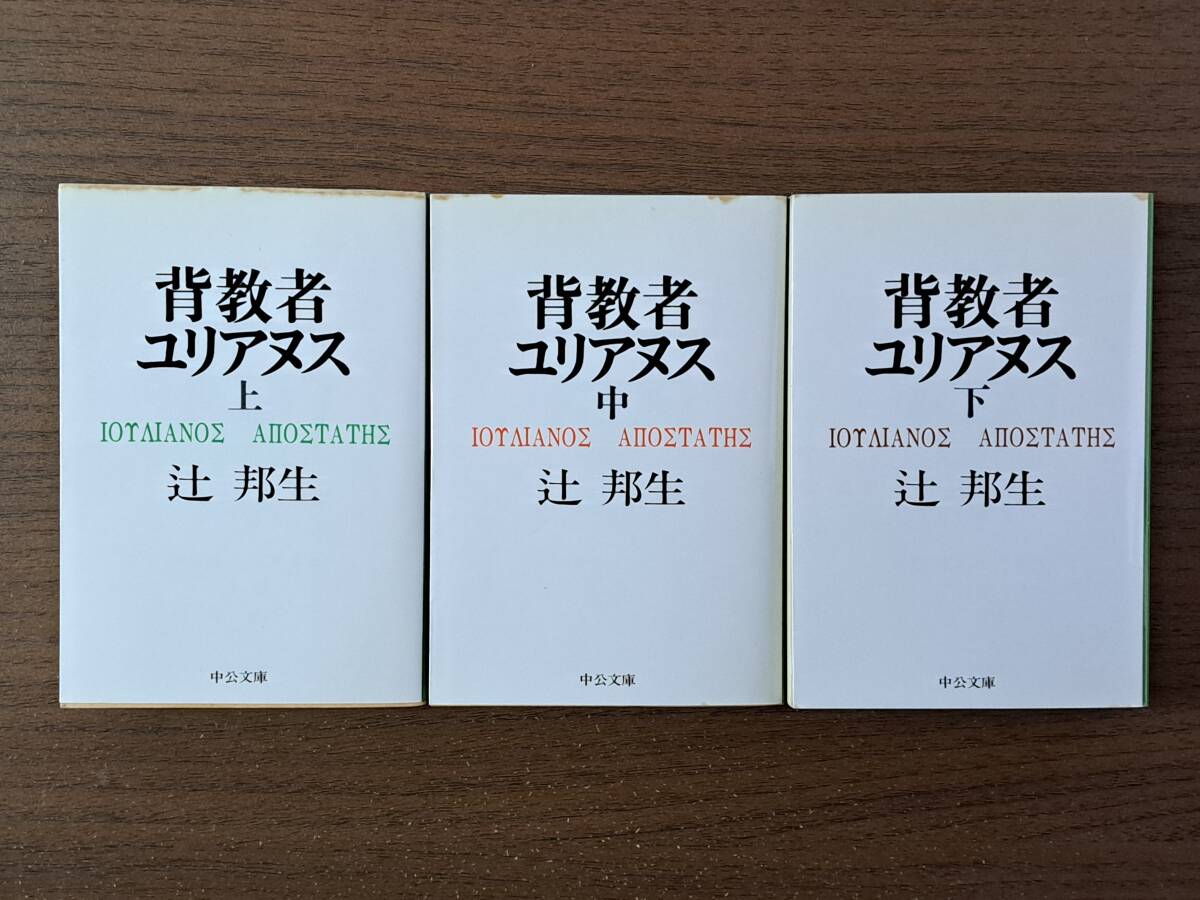 背教者
ユリアヌス
上
ΙΟΥΛΙΑΝΟΣ ΑΠΟΣΤΑΤΗΣ
辻 邦生
中公文庫
背教者
ユリアヌス
中
ΙΟΥΛΙΑΝΟΣ ΑΠΟΣΤΑΤΗΣ
辻 邦生
中公文庫
背教者
ユリアヌス
下
ΙΟΥΛΙΑΝΟΣ ΑΠΟΣΤΑΤΗΣ
辻 邦生
中公文庫